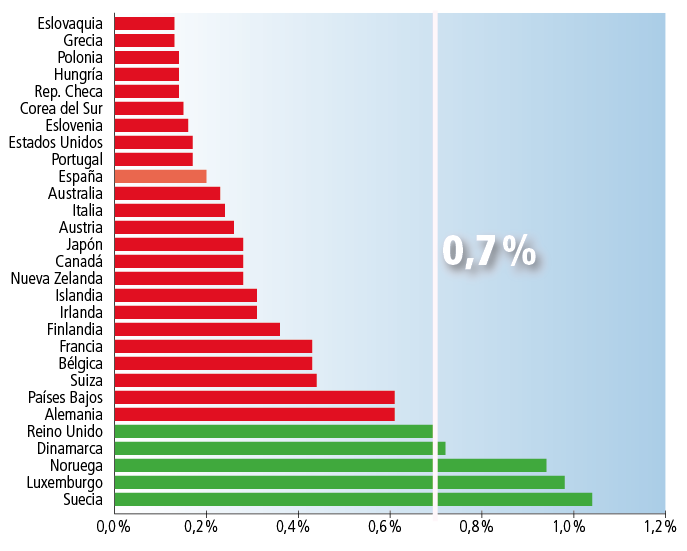 Eslovaquia
Grecia
Polonia
Hungría
Rep. Checa
Corea del Sur
Eslovenia
Estados Unidos
Portugal
España
Australia
Italia
Austria
Japón
Canadá
Nueva Zelanda
Islandia
Irlanda
Finlandia
Francia
Bélgica
Suiza
Países Bajos
Alemania
Reino Unido
Dinamarca
Noruega
Luxemburgo
Suecia
0,7 %
0,0 % 0,2 % 0,4 % 0,6 % 0,8 % 1,0 % 1,2 %